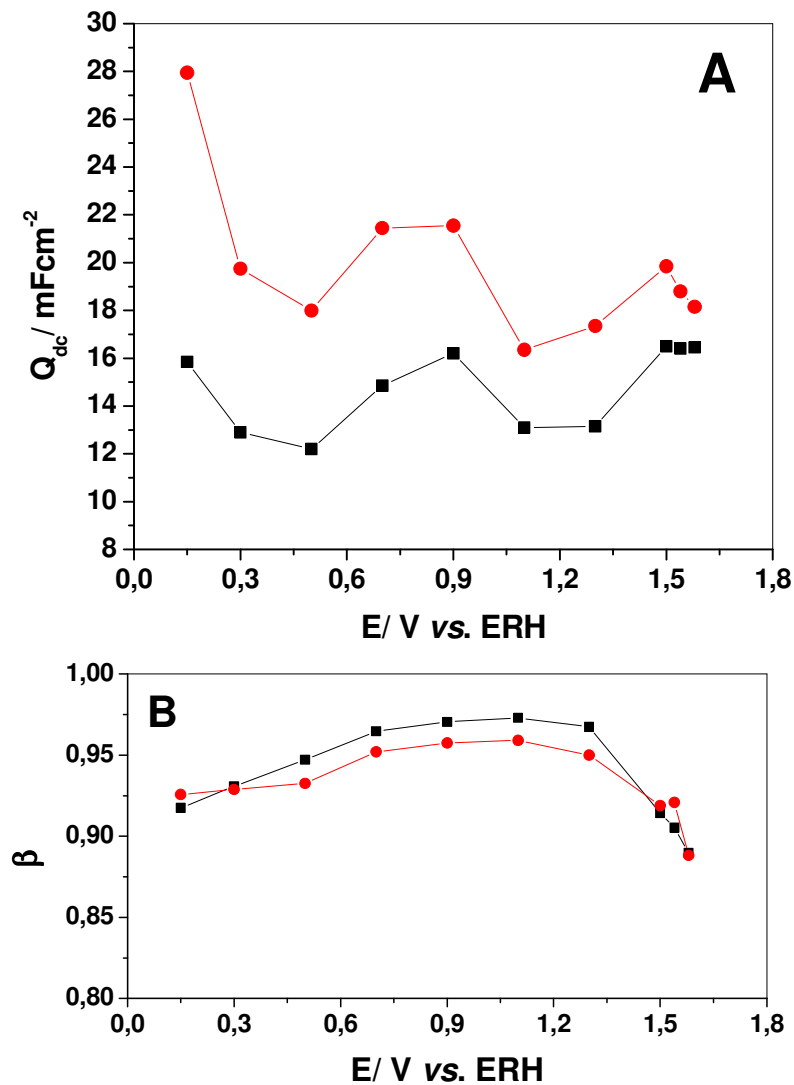 A
30
28
26
24
22
20
18
16
14
12
10
8
Q_dc/ mFcm^-2
0,0 0,3 0,6 0,9 1,2 1,5 1,8
E/ V vs. ERH
B
1,00
0,95
0,90
0,85
0,80
β
0,0 0,3 0,6 0,9 1,2 1,5 1,8
E/ V vs. ERH